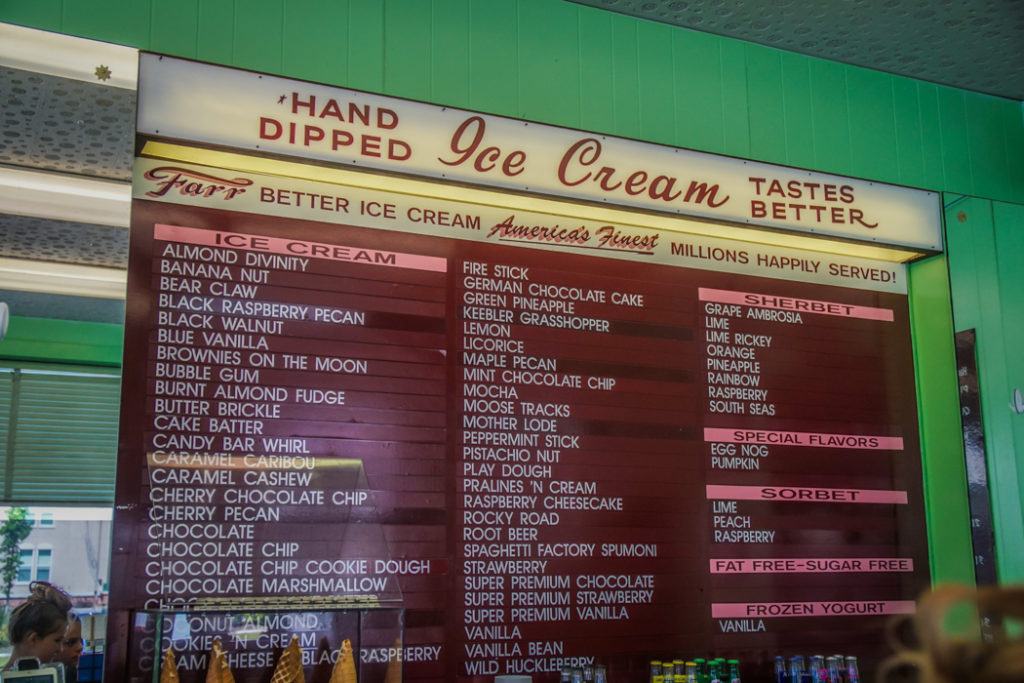 *HAND DIPPED Ice Cream TASTES BETTER
Farr BETTER ICE CREAM America's Finest MILLIONS HAPPILY SERVED!
ICE CREAM
ALMOND DIVINITY
BANANA NUT
BEAR CLAW
BLACK RASPBERRY PECAN
BLACK WALNUT
BLUE VANILLA
BROWNIES ON THE MOON
BUBBLE GUM
BURNT ALMOND FUDGE
BUTTER BRICKLE
CAKE BATTER
CANDY BAR WHIRL
CARAMEL CARIBOU
CARAMEL CASHEW
CHERRY CHOCOLATE CHIP
CHERRY PECAN
CHOCOLATE
CHOCOLATE CHIP
CHOCOLATE CHIP COOKIE DOUGH
CHOCOLATE MARSHMALLOW
COCONUT ALMOND
COOKIES 'N CREAM
CREAM CHEESE BLACK RASPBERRY
FIRE STICK
GERMAN CHOCOLATE CAKE
GREEN PINEAPPLE
KEEBLER GRASSHOPPER
LEMON
LICORICE
MAPLE PECAN
MINT CHOCOLATE CHIP
MOCHA
MOOSE TRACKS
MOTHER LODE
PEPPERMINT STICK
PISTACHIO NUT
PLAY DOUGH
PRALINES 'N CREAM
RASPBERRY CHEESECAKE
ROCKY ROAD
ROOT BEER
SPAGHETTI FACTORY SPUMONI
STRAWBERRY
SUPER PREMIUM CHOCOLATE
SUPER PREMIUM STRAWBERRY
SUPER PREMIUM VANILLA
VANILLA
VANILLA BEAN
WILD HUCKLEBERRY
SHERBET
GRAPE AMBROSIA
LIME
LIME RICKEY
ORANGE
PINEAPPLE
RAINBOW
RASPBERRY
SOUTH SEAS
SPECIAL FLAVORS
EGG NOG
PUMPKIN
SORBET
LIME
PEACH
RASPBERRY
FAT FREE-SUGAR FREE
FROZEN YOGURT
VANILLA